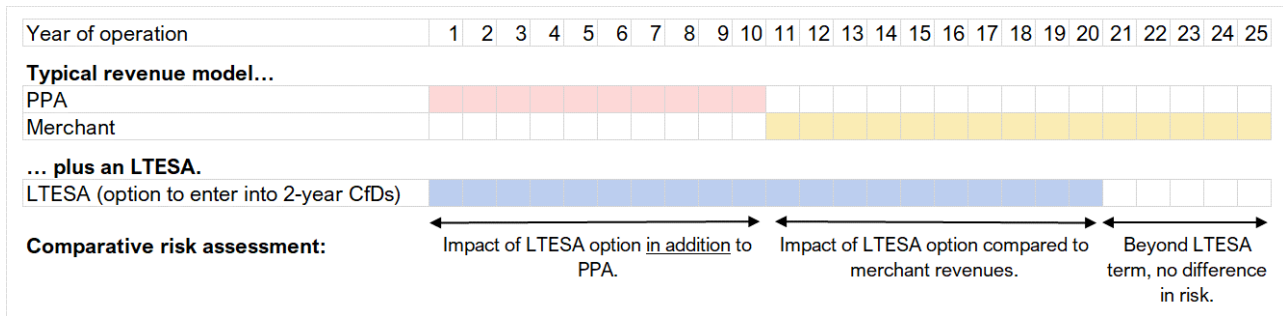 Year of operation 1 2 3 4 5 6 7 8 9 10 11 12 13 14 15 16 17 18 19 20 21 22 23 24 25
Typical revenue model…
PPA
Merchant
… plus an LTESA.
LTESA (option to enter into 2-year CfDs)
Comparative risk assessment:
Impact of LTESA option in addition to
PPA.
Impact of LTESA option compared to
merchant revenues.
Beyond LTESA
term, no difference
in risk.